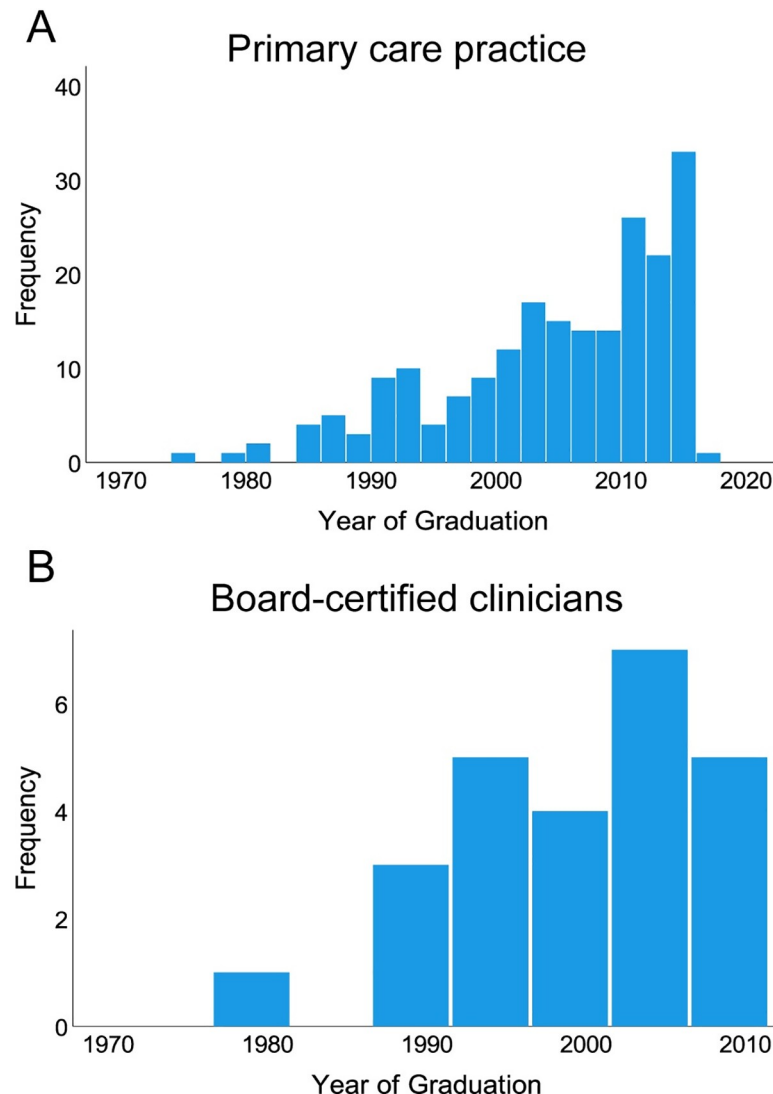 A
Primary care practice
40
30
20
10
0
Frequency
1970 1980 1990 2000 2010 2020
Year of Graduation
B
Board-certified clinicians
6
4
2
0
Frequency
1970 1980 1990 2000 2010
Year of Graduation